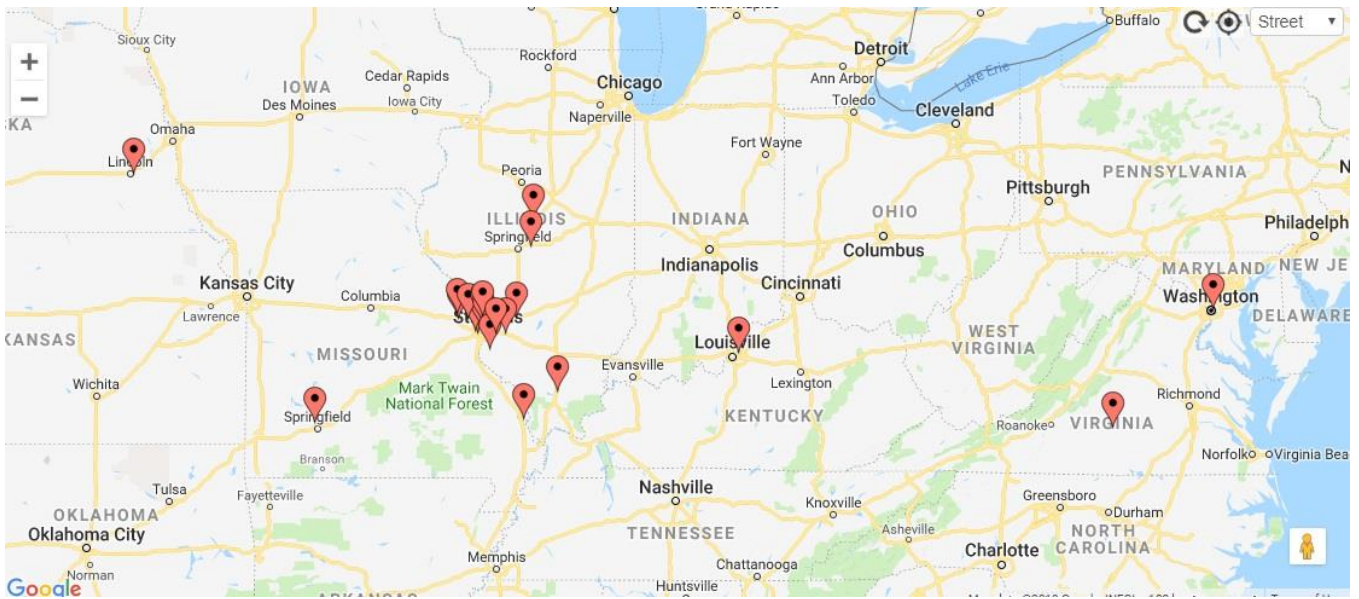 Buffalo
Street
Sioux City
Rockford
Detroit
Chicago
Ann Arbor
Lake Erie
IOWA
Cedar Rapids
Iowa City
Des Moines
Naperville
Toledo
Cleveland
Omaha
Fort Wayne
Lincoln
Peoria
PENNSYLVANIA
Pittsburgh
ILLINOIS
INDIANA
OHIO
Springfield
Columbus
Philadelph
Indianapolis
MARYLAND
NEW JE
Kansas City
Columbia
Cincinnati
Washington
Lawrence
DELAWARE
KANSAS
MISSOURI
Louisville
WEST
VIRGINIA
Evansville
Lexington
Wichita
Mark Twain
National Forest
Springfield
KENTUCKY
Richmond
Roanoke
VIRGINIA
Branson
Norfolk
Virginia Bea
Tulsa
Fayetteville
Nashville
Knoxville
Greensboro
Durham
OKLAHOMA
Oklahoma City
TENNESSEE
Asheville
NORTH
CAROLINA
Charlotte
Memphis
Chattanooga
Norman
Huntsville
Google